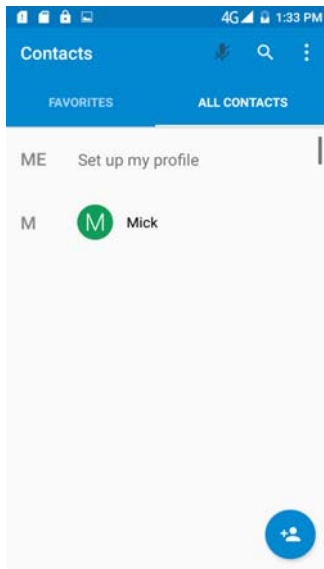 4G 1:33 PM
Contacts
FAVORITES ALL CONTACTS
ME Set up my profile
M M Mick